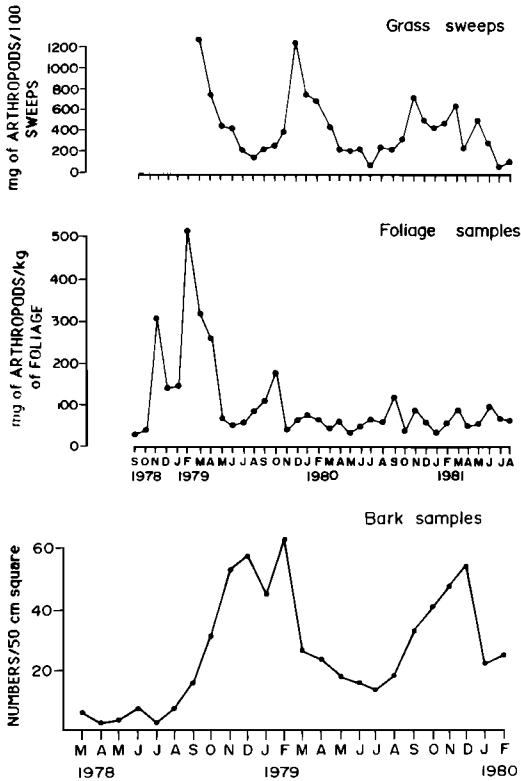 Grass sweeps
mg of ARTHROPODS/100
SWEEPS
1200
1000
800
600
400
200
0
Foliage samples
mg of ARTHROPODS/kg
of FOLIAGE
500
400
300
200
100
0
S O N D J F M A M J J A S O N D J F M A M J J A S O N D J F M A M J J A
1978 1979 1980 1981
Bark samples
NUMBERS/50 cm square
60
40
20
M A M J J A S O N D J F M A M J J A S O N D J F
1978 1979 1980